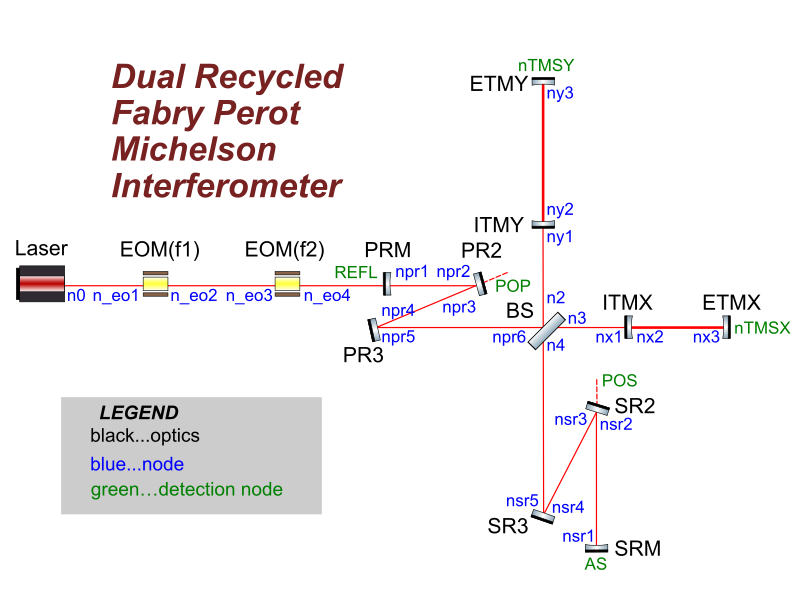 Dual Recycled
Fabry Perot
Michelson
Interferometer
nTMSY
ETMY
ny3
ny2
ITMY
ny1
Laser
EOM(f1)
EOM(f2)
PRM
PR2
REFL
npr1
npr2
POP
n0
n_eo1
n_eo2
n_eo3
n_eo4
npr3
npr4
npr5
PR3
BS
n2
n3
npr6
n4
ITMX
ETMX
nx1
nx2
nx3
nTMSX
POS
SR2
nsr3
nsr2
nsr5
nsr4
SR3
nsr1
SRM
AS
LEGEND
black...optics
blue...node
green…detection node